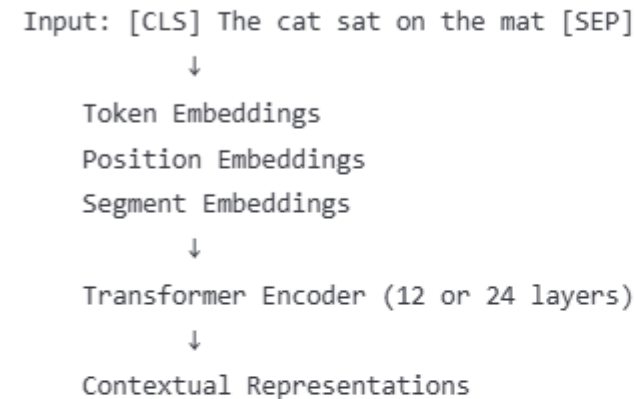 Input: [CLS] The cat sat on the mat [SEP]
↓
Token Embeddings
Position Embeddings
Segment Embeddings
↓
Transformer Encoder (12 or 24 layers)
↓
Contextual Representations